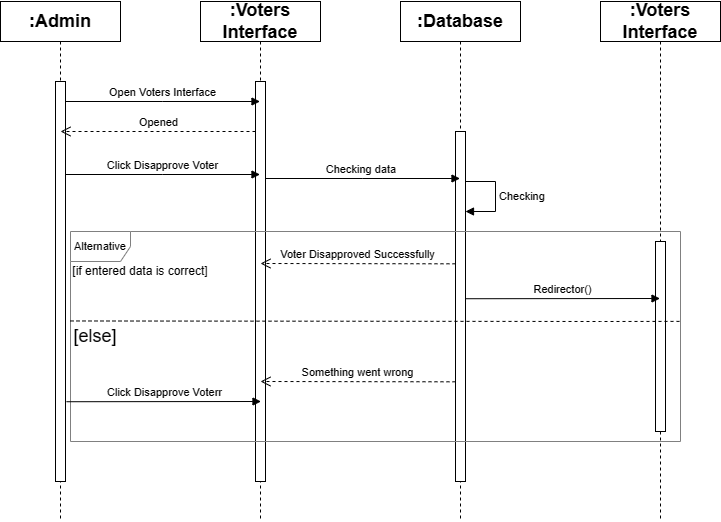 :Admin
:Voters
Interface
:Database
:Voters
Interface
Open Voters Interface
Opened
Click Disapprove Voter
Checking data
Checking
Alternative
Voter Disapproved Successfully
[if entered data is correct]
Redirector()
[else]
Something went wrong
Click Disapprove Voterr